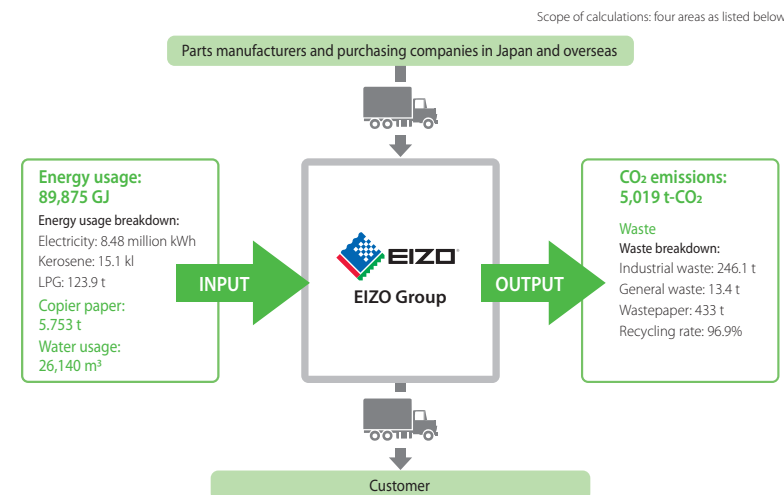 Scope of calculations: four areas as listed below
Parts manufacturers and purchasing companies in Japan and overseas
Energy usage:
89,875 GJ
Energy usage breakdown:
Electricity: 8.48 million kWh
Kerosene: 15.1 kl
LPG: 123.9 t
Copier paper:
5.753 t
Water usage:
26,140 m³
INPUT
EIZO
EIZO Group
OUTPUT
CO₂ emissions:
5,019 t-CO₂
Waste
Waste breakdown:
Industrial waste: 246.1 t
General waste: 13.4 t
Wastepaper: 433 t
Recycling rate: 96.9%
Customer